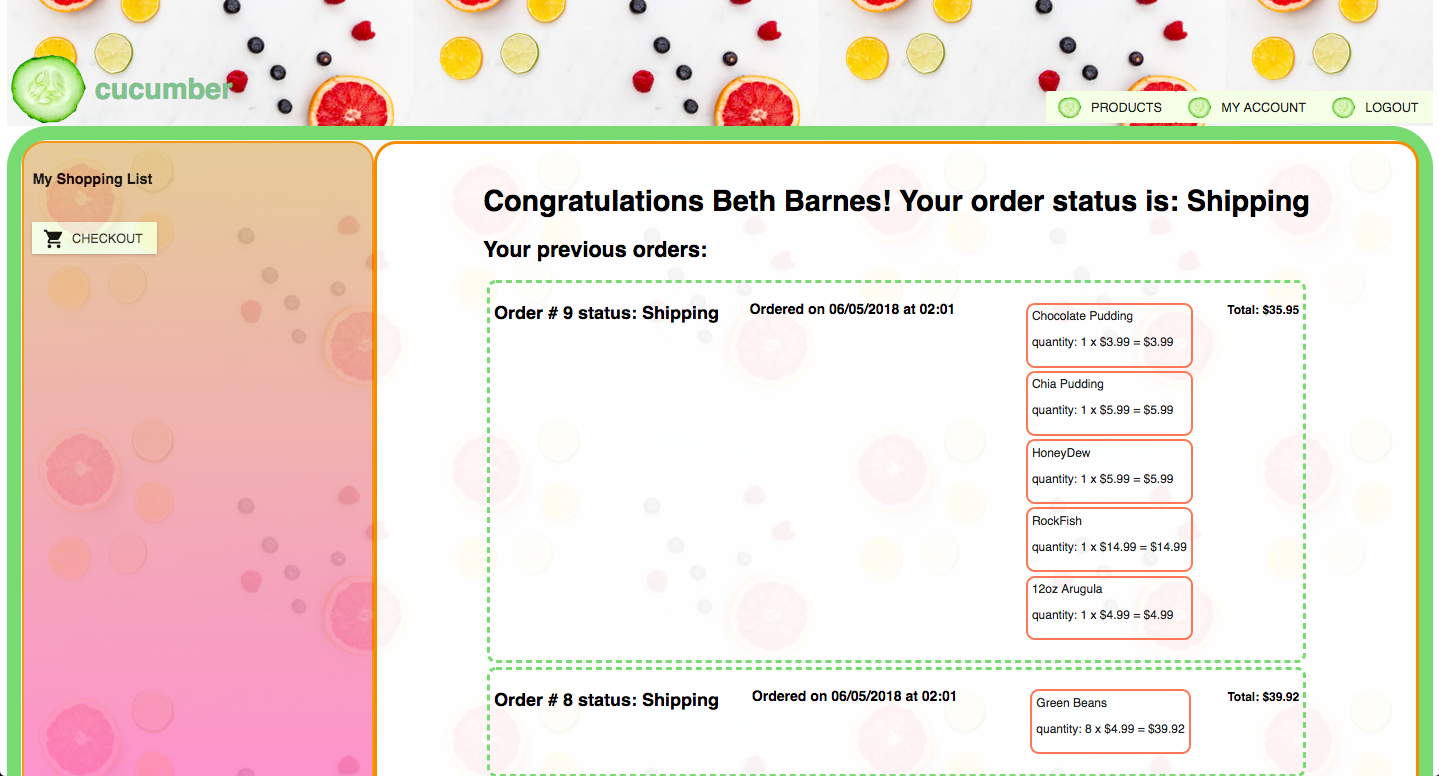 cucumber
PRODUCTS MY ACCOUNT LOGOUT
My Shopping List
CHECKOUT
Congratulations Beth Barnes! Your order status is: Shipping
Your previous orders:
Order # 9 status: Shipping
Ordered on 06/05/2018 at 02:01
Chocolate Pudding
quantity: 1 x $3.99 = $3.99
Chia Pudding
quantity: 1 x $5.99 = $5.99
HoneyDew
quantity: 1 x $5.99 = $5.99
RockFish
quantity: 1 x $14.99 = $14.99
12oz Arugula
quantity: 1 x $4.99 = $4.99
Total: $35.95
Order # 8 status: Shipping
Ordered on 06/05/2018 at 02:01
Green Beans
quantity: 8 x $4.99 = $39.92
Total: $39.92